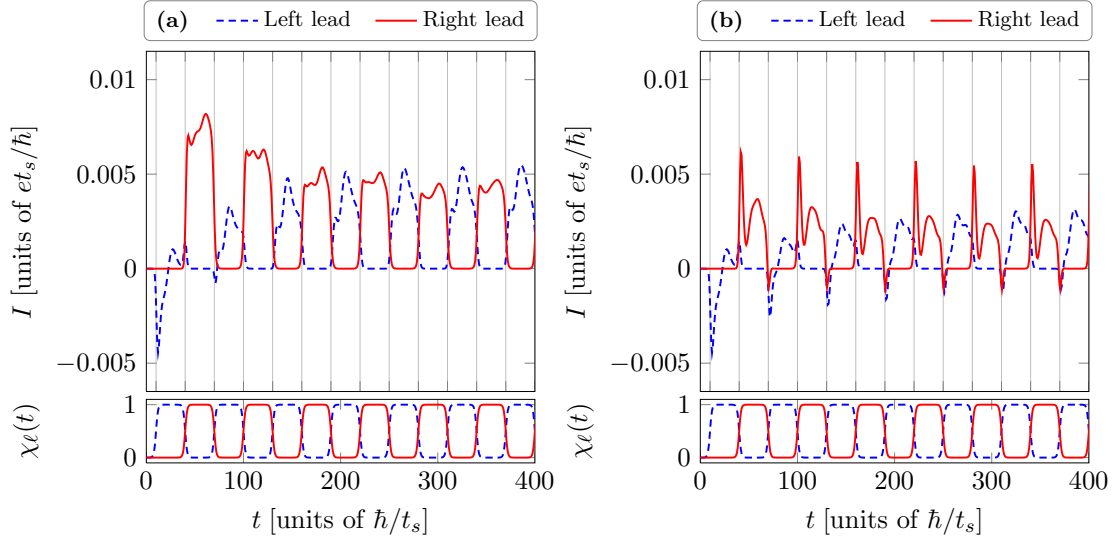 (a) Left lead Right lead
0.01
0.005
0
−0.005
I [units of et_s/ħ]
1
0
χ_ℓ(t)
0 100 200 300 400
t [units of ħ/t_s]
(b) Left lead Right lead
0.01
0.005
0
−0.005
I [units of et_s/ħ]
1
0
χ_ℓ(t)
0 100 200 300 400
t [units of ħ/t_s]